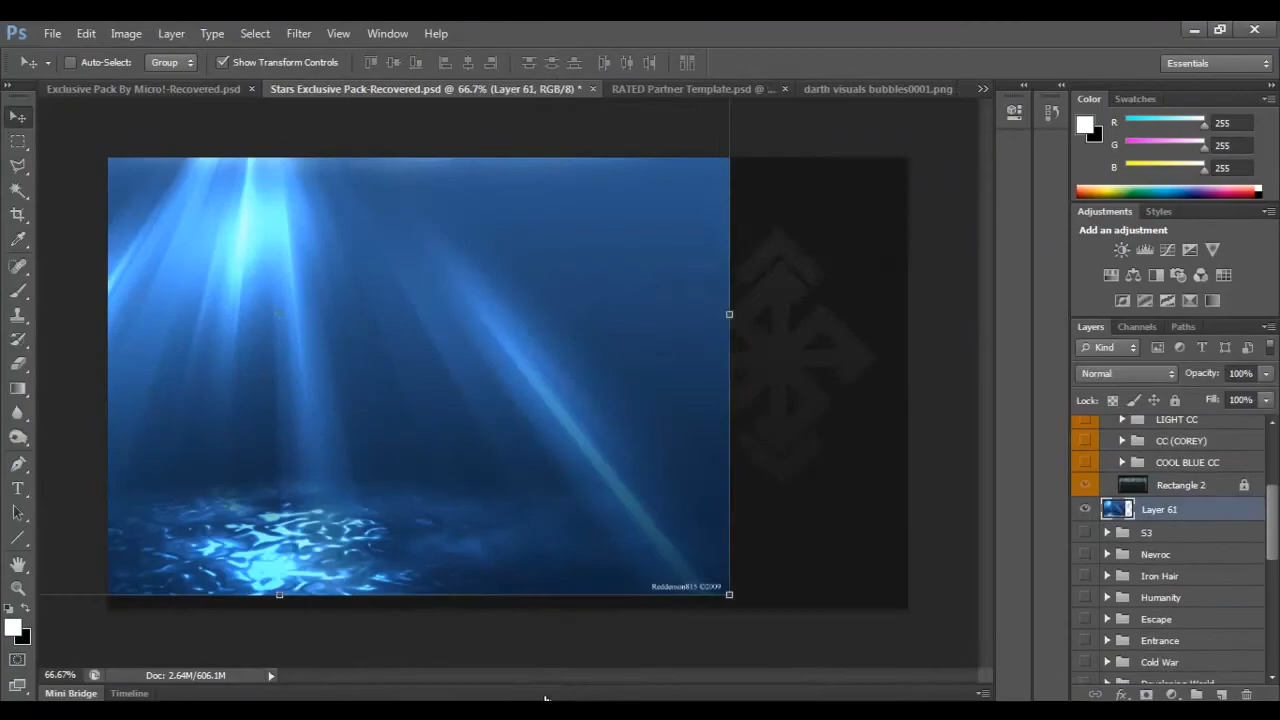 Ps File Edit Image Layer Type Select Filter View Window Help
Auto-Select: Group Show Transform Controls Essentials
Exclusive Pack By Micro!-Recovered.psd × Stars Exclusive Pack-Recovered.psd @ 66.7% (Layer 61, RGB/8) * × RATED Partner Template.psd @ ... × darth visuals bubbles0001.png
Color Swatches
R 255
G 255
B 255
Adjustments Styles
Add an adjustment
Layers Channels Paths
Kind
Normal Opacity: 100%
Lock: Fill: 100%
LIGHT CC
CC (COREY)
COOL BLUE CC
Rectangle 2
Layer 61
S3
Nevroc
Iron Hair
Humanity
Escape
Entrance
Cold War
Developing World
Reddemon815 ©2009
66.67% Doc: 2.64M/606.1M
Mini Bridge Timeline